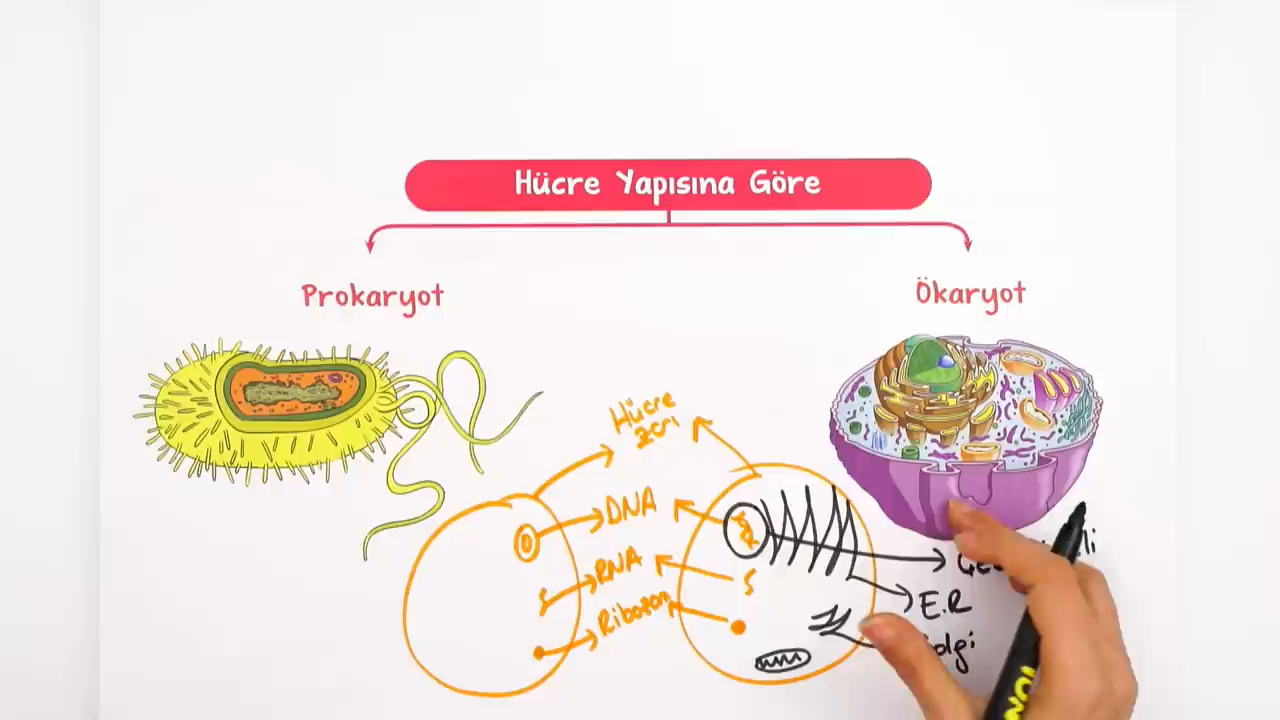 Hücre Yapısına Göre
Prokaryot
Ökaryot
Hücre
zarı
DNA
RNA
Ribozom
E.R